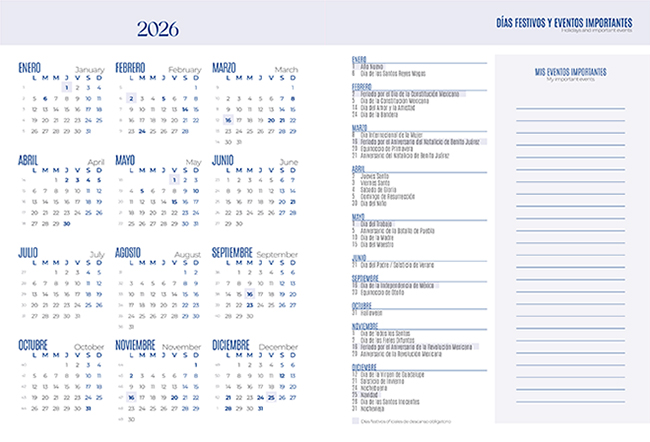 2026
DÍAS FESTIVOS Y EVENTOS IMPORTANTES
Holidays and important events
ENERO January
L M M J V S D
1 2 3 4
5 6 7 8 9 10 11
12 13 14 15 16 17 18
19 20 21 22 23 24 25
26 27 28 29 30 31
FEBRERO February
L M M J V S D
1
2 3 4 5 6 7 8
9 10 11 12 13 14 15
16 17 18 19 20 21 22
23 24 25 26 27 28
MARZO March
L M M J V S D
1
2 3 4 5 6 7 8
9 10 11 12 13 14 15
16 17 18 19 20 21 22
ABRIL April
L M M J V S D
1 2 3 4 5
6 7 8 9 10 11 12
13 14 15 16 17 18 19
20 21 22 23 24 25 26
27 28 29 30
MAYO May
L M M J V S D
1 2 3
4 5 6 7 8 9 10
11 12 13 14 15 16 17
18 19 20 21 22 23 24
25 26 27 28 29 30 31
JUNIO June
L M M J V S D
1 2 3 4 5 6 7
8 9 10 11 12 13 14
15 16 17 18 19 20 21
22 23 24 25 26 27 28
29 30
JULIO July
L M M J V S D
1 2 3 4 5
6 7 8 9 10 11 12
13 14 15 16 17 18 19
20 21 22 23 24 25 26
27 28 29 30 31
AGOSTO August
L M M J V S D
1 2
3 4 5 6 7 8 9
10 11 12 13 14 15 16
17 18 19 20 21 22 23
24 25 26 27 28 29 30
31
SEPTIEMBRE September
L M M J V S D
1 2 3 4 5 6
7 8 9 10 11 12 13
14 15 16 17 18 19 20
21 22 23 24 25 26 27
28 29 30
OCTUBRE October
L M M J V S D
1 2 3 4
5 6 7 8 9 10 11
12 13 14 15 16 17 18
19 20 21 22 23 24 25
26 27 28 29 30 31
NOVIEMBRE November
L M M J V S D
1
2 3 4 5 6 7 8
9 10 11 12 13 14 15
16 17 18 19 20 21 22
23 24 25 26 27 28 29
30
DICIEMBRE December
L M M J V S D
1 2 3 4 5 6
7 8 9 10 11 12 13
14 15 16 17 18 19 20
21 22 23 24 25 26 27
28 29 30 31
ENERO
1 Año Nuevo
6 Día de los Santos Reyes Magos
FEBRERO
2 Feriado por el Día de la Constitución Mexicana
5 Día de la Constitución Mexicana
14 Día del Amor y la Amistad
24 Día de la Bandera
MARZO
8 Día Internacional de la Mujer
16 Feriado por el Aniversario del Natalicio de Benito Juárez
20 Equinoccio de Primavera
21 Aniversario del Natalicio de Benito Juárez
ABRIL
2 Jueves Santo
3 Viernes Santo
4 Sábado de Gloria
5 Domingo de Resurrección
30 Día del Niño
MAYO
1 Día del Trabajo
5 Aniversario de la Batalla de Puebla
10 Día de la Madre
15 Día del Maestro
JUNIO
21 Día del Padre / Solsticio de Verano
SEPTIEMBRE
16 Día de la Independencia de México
23 Equinoccio de Otoño
OCTUBRE
31 Halloween
NOVIEMBRE
1 Día de Todos los Santos
2 Día de los Fieles Difuntos
16 Feriado por el Aniversario de la Revolución Mexicana
20 Aniversario de la Revolución Mexicana
DICIEMBRE
12 Día de la Virgen de Guadalupe
21 Solsticio de Invierno
24 Nochebuena
25 Navidad
28 Día de los Santos Inocentes
31 Nochevieja
Días festivos oficiales de descanso obligatorio
MIS EVENTOS IMPORTANTES
My important events